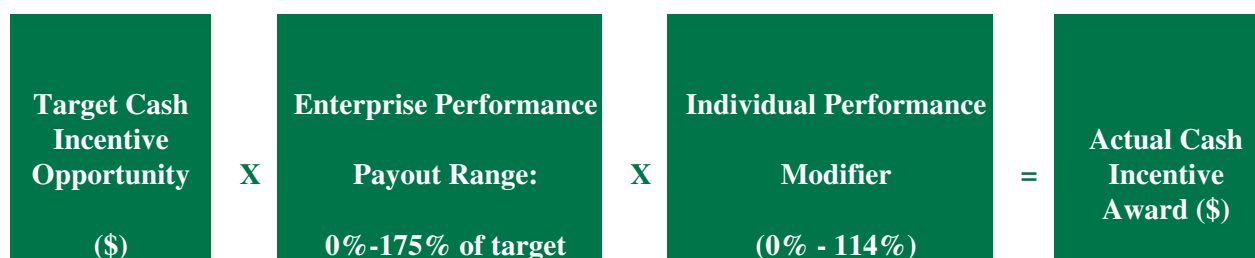 Target Cash
Incentive
Opportunity
($)
X
Enterprise Performance
Payout Range:
0%-175% of target
X
Individual Performance
Modifier
(0% - 114%)
=
Actual Cash
Incentive
Award ($)